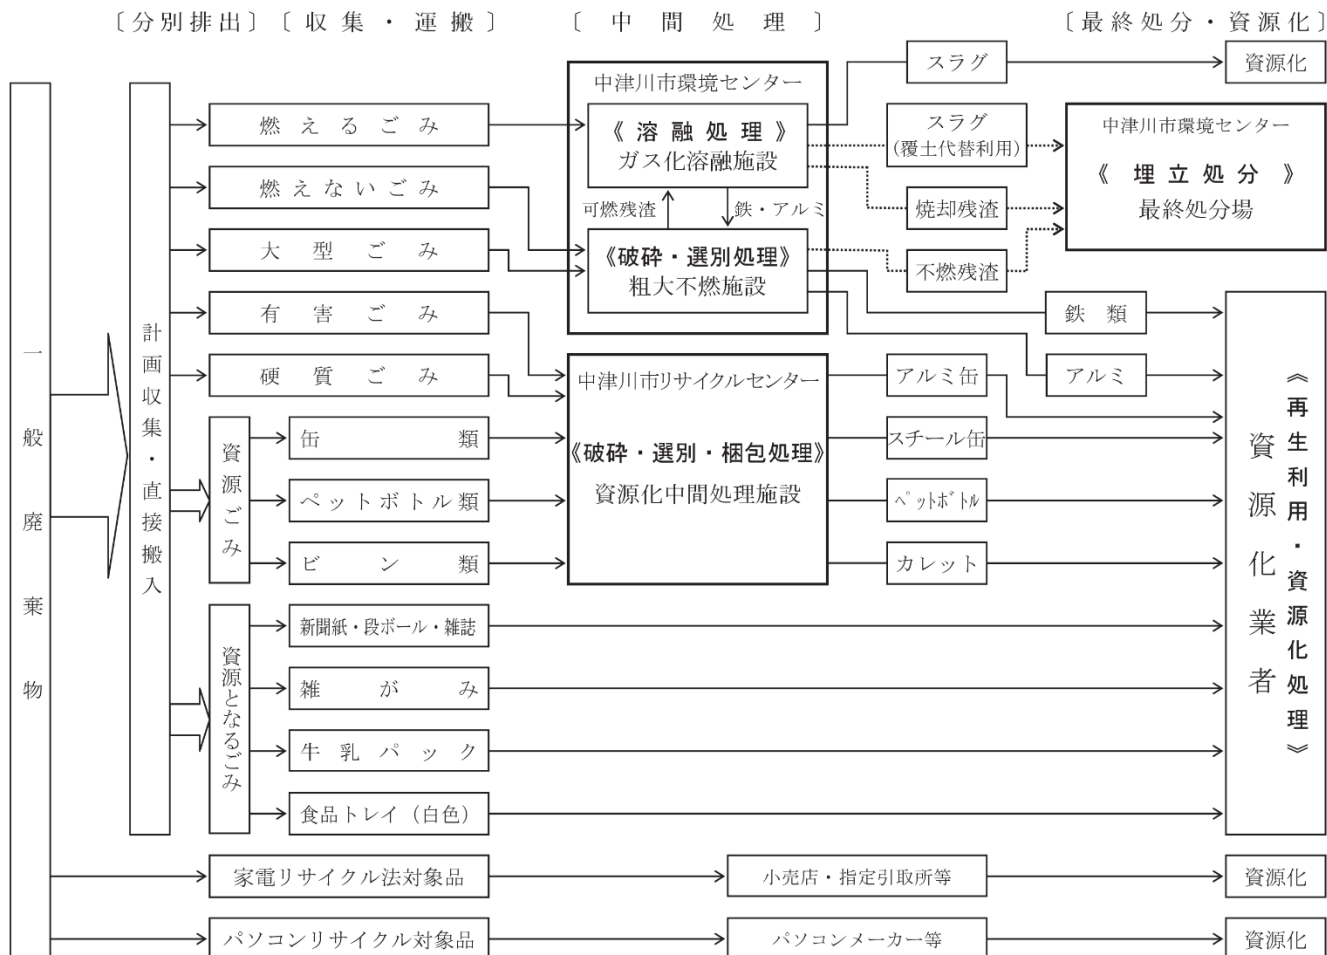 〔分別排出〕〔収集・運搬〕〔中間処理〕〔最終処分・資源化〕
一般廃棄物
計画収集・直接搬入
燃えるごみ
燃えないごみ
大型ごみ
有害ごみ
硬質ごみ
資源ごみ
缶類
ペットボトル類
ビン類
資源となるごみ
新聞紙・段ボール・雑誌
雑がみ
牛乳パック
食品トレイ（白色）
家電リサイクル法対象品
パソコンリサイクル対象品
中津川市環境センター
《溶融処理》
ガス化溶融施設
可燃残渣
鉄・アルミ
《破砕・選別処理》
粗大不燃施設
中津川市リサイクルセンター
《破砕・選別・梱包処理》
資源化中間処理施設
小売店・指定引取所等
パソコンメーカー等
スラグ
スラグ
(覆土代替利用)
焼却残渣
不燃残渣
鉄類
アルミ
アルミ缶
スチール缶
ペットボトル
カレット
資源化
中津川市環境センター
《埋立処分》
最終処分場
《再生利用・資源化処理》
資源化業者
資源化
資源化